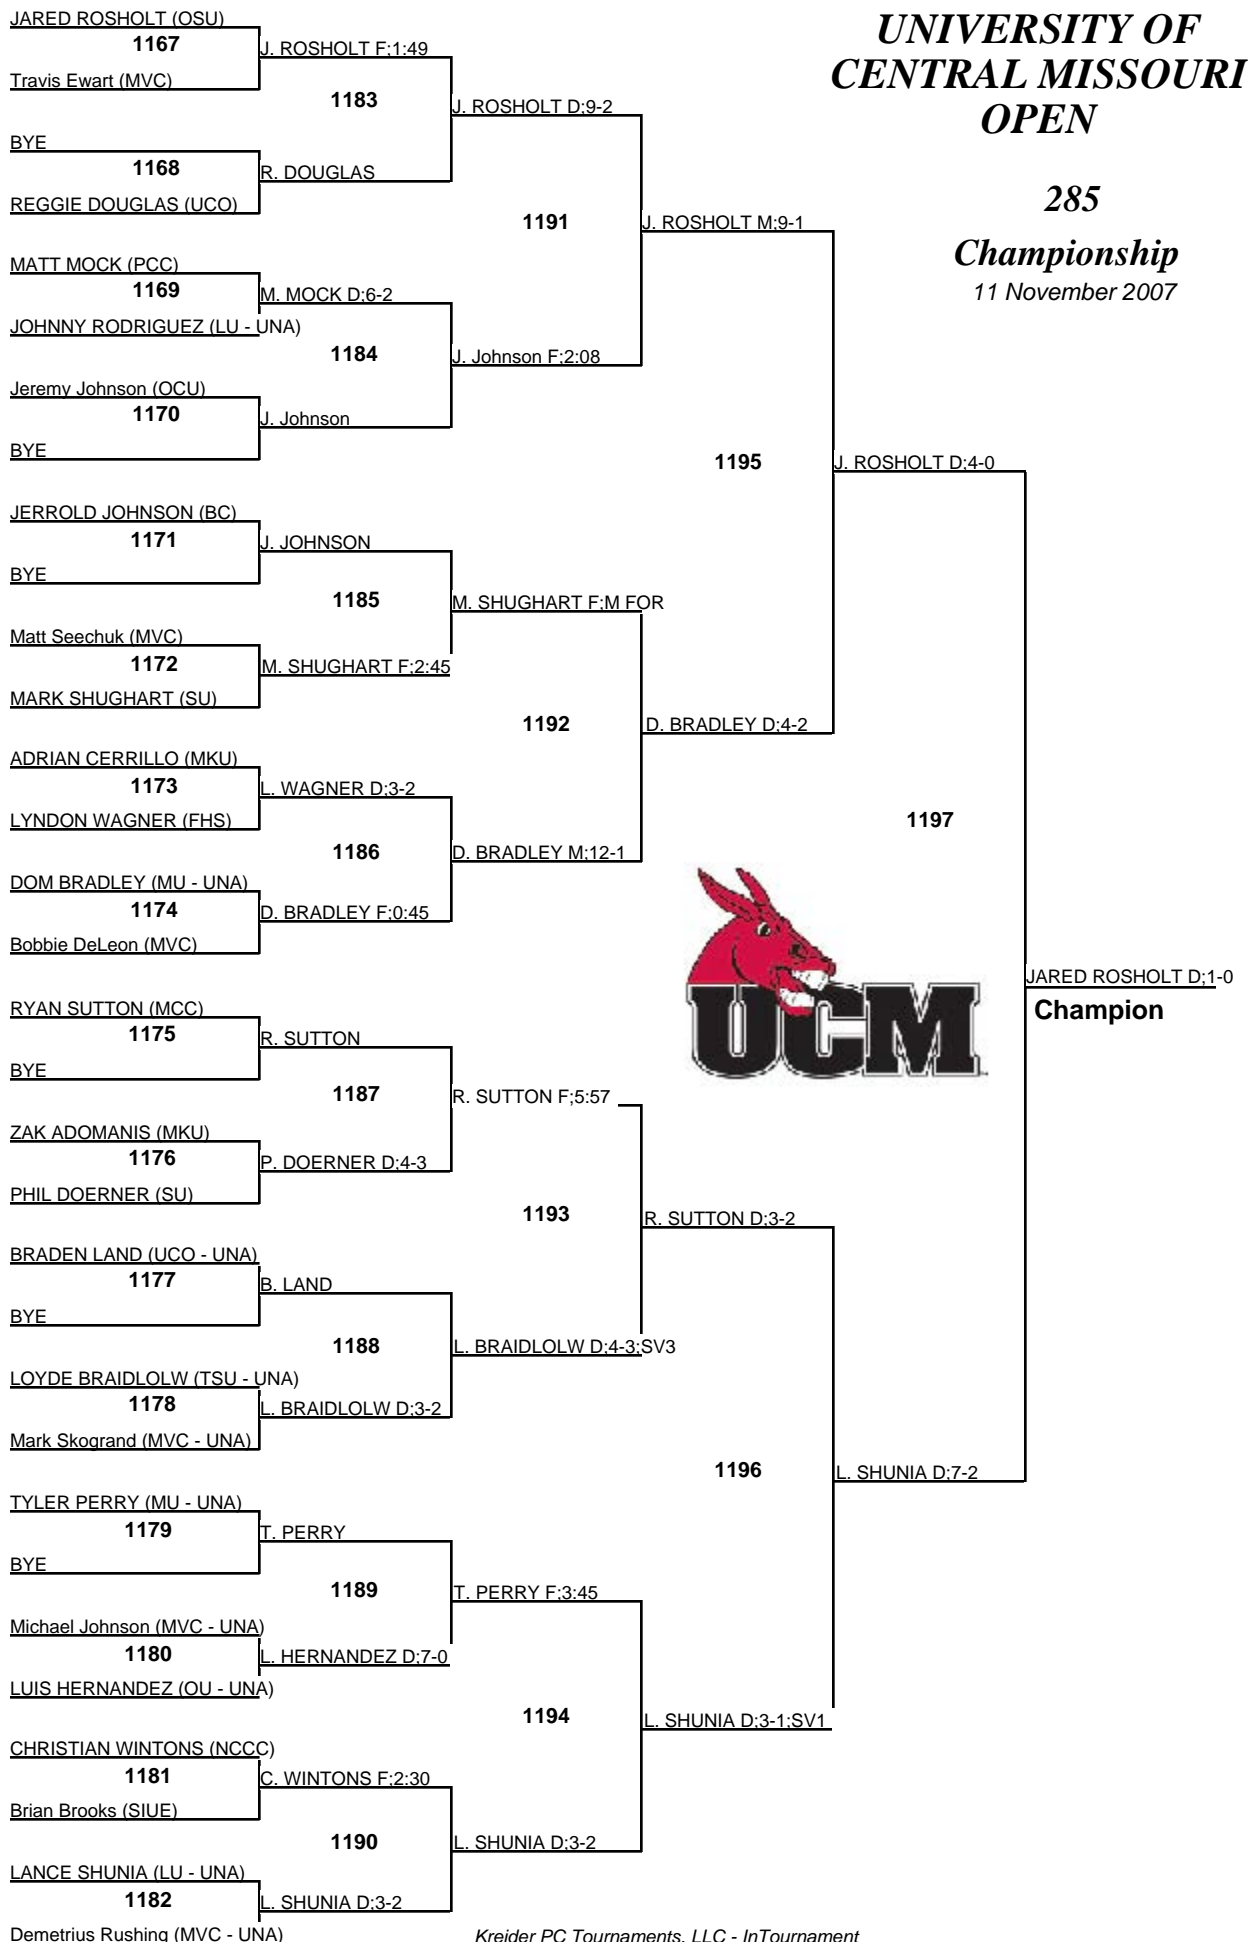 UNIVERSITY OF
CENTRAL MISSOURI
OPEN
285
Championship
11 November 2007
JARED ROSHOLT (OSU)
1167
Travis Ewart (MVC)
BYE
1168
REGGIE DOUGLAS (UCO)
MATT MOCK (PCC)
1169
JOHNNY RODRIGUEZ (LU - UNA)
Jeremy Johnson (OCU)
1170
BYE
JERROLD JOHNSON (BC)
1171
BYE
Matt Seechuk (MVC)
1172
MARK SHUGHART (SU)
ADRIAN CERRILLO (MKU)
1173
LYNDON WAGNER (FHS)
DOM BRADLEY (MU - UNA)
1174
Bobbie DeLeon (MVC)
RYAN SUTTON (MCC)
1175
BYE
ZAK ADOMANIS (MKU)
1176
PHIL DOERNER (SU)
BRADEN LAND (UCO - UNA)
1177
BYE
LOYDE BRAIDLOLW (TSU - UNA)
1178
Mark Skogrand (MVC - UNA)
TYLER PERRY (MU - UNA)
1179
BYE
Michael Johnson (MVC - UNA)
1180
LUIS HERNANDEZ (OU - UNA)
CHRISTIAN WINTONS (NCCC)
1181
Brian Brooks (SIUE)
LANCE SHUNIA (LU - UNA)
1182
Demetrius Rushing (MVC - UNA)
J. ROSHOLT F;1:49
1183
R. DOUGLAS
M. MOCK D;6-2
1184
J. Johnson
J. JOHNSON
1185
M. SHUGHART F;2:45
L. WAGNER D;3-2
1186
D. BRADLEY F;0:45
R. SUTTON
1187
P. DOERNER D;4-3
B. LAND
1188
L. BRAIDLOLW D;3-2
T. PERRY
1189
L. HERNANDEZ D;7-0
C. WINTONS F;2:30
1190
L. SHUNIA D;3-2
J. ROSHOLT D;9-2
1191
J. Johnson F;2:08
M. SHUGHART F;M FOR
1192
D. BRADLEY M;12-1
R. SUTTON F;5:57
1193
L. BRAIDLOLW D;4-3;SV3
T. PERRY F;3:45
1194
L. SHUNIA D;3-2
J. ROSHOLT M;9-1
1195
D. BRADLEY D;4-2
R. SUTTON D;3-2
1196
L. SHUNIA D;3-1;SV1
J. ROSHOLT D;4-0
1197
L. SHUNIA D;7-2
JARED ROSHOLT D;1-0
Champion
UCM
Kreider PC Tournaments, LLC - InTournament